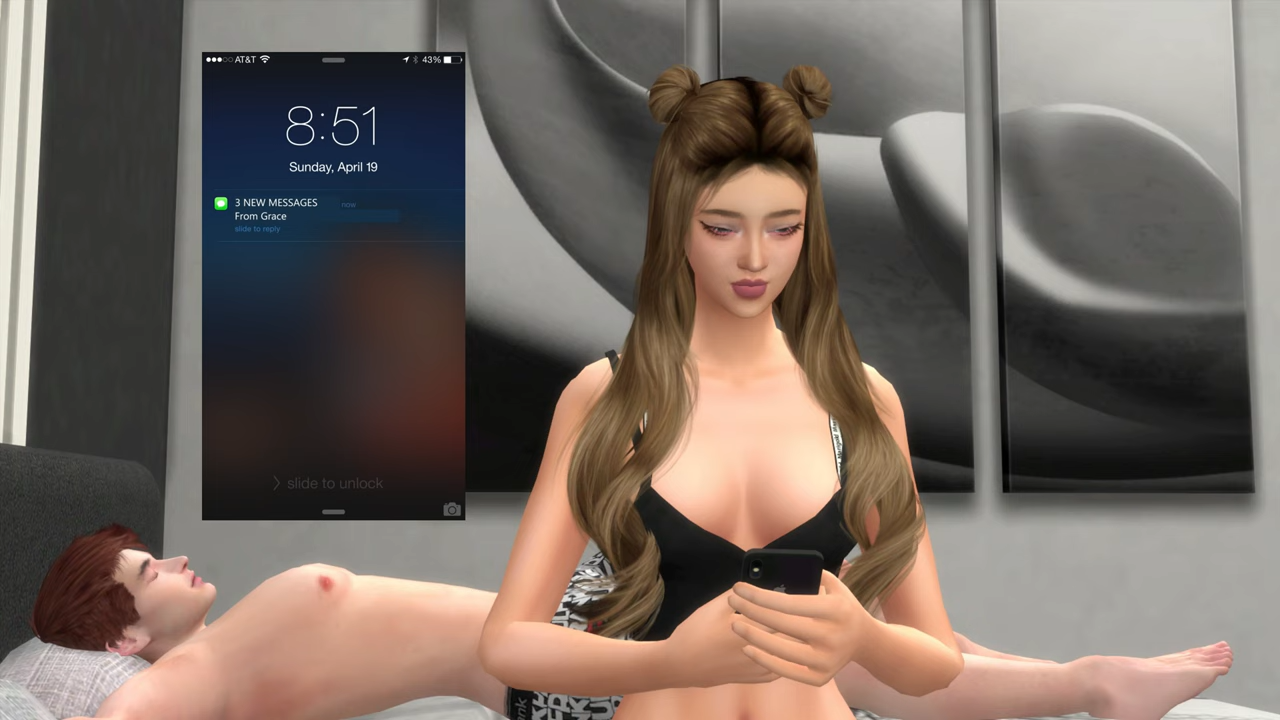 AT&T 43%
8:51
Sunday, April 19
3 NEW MESSAGES now
From Grace
slide to reply
slide to unlock